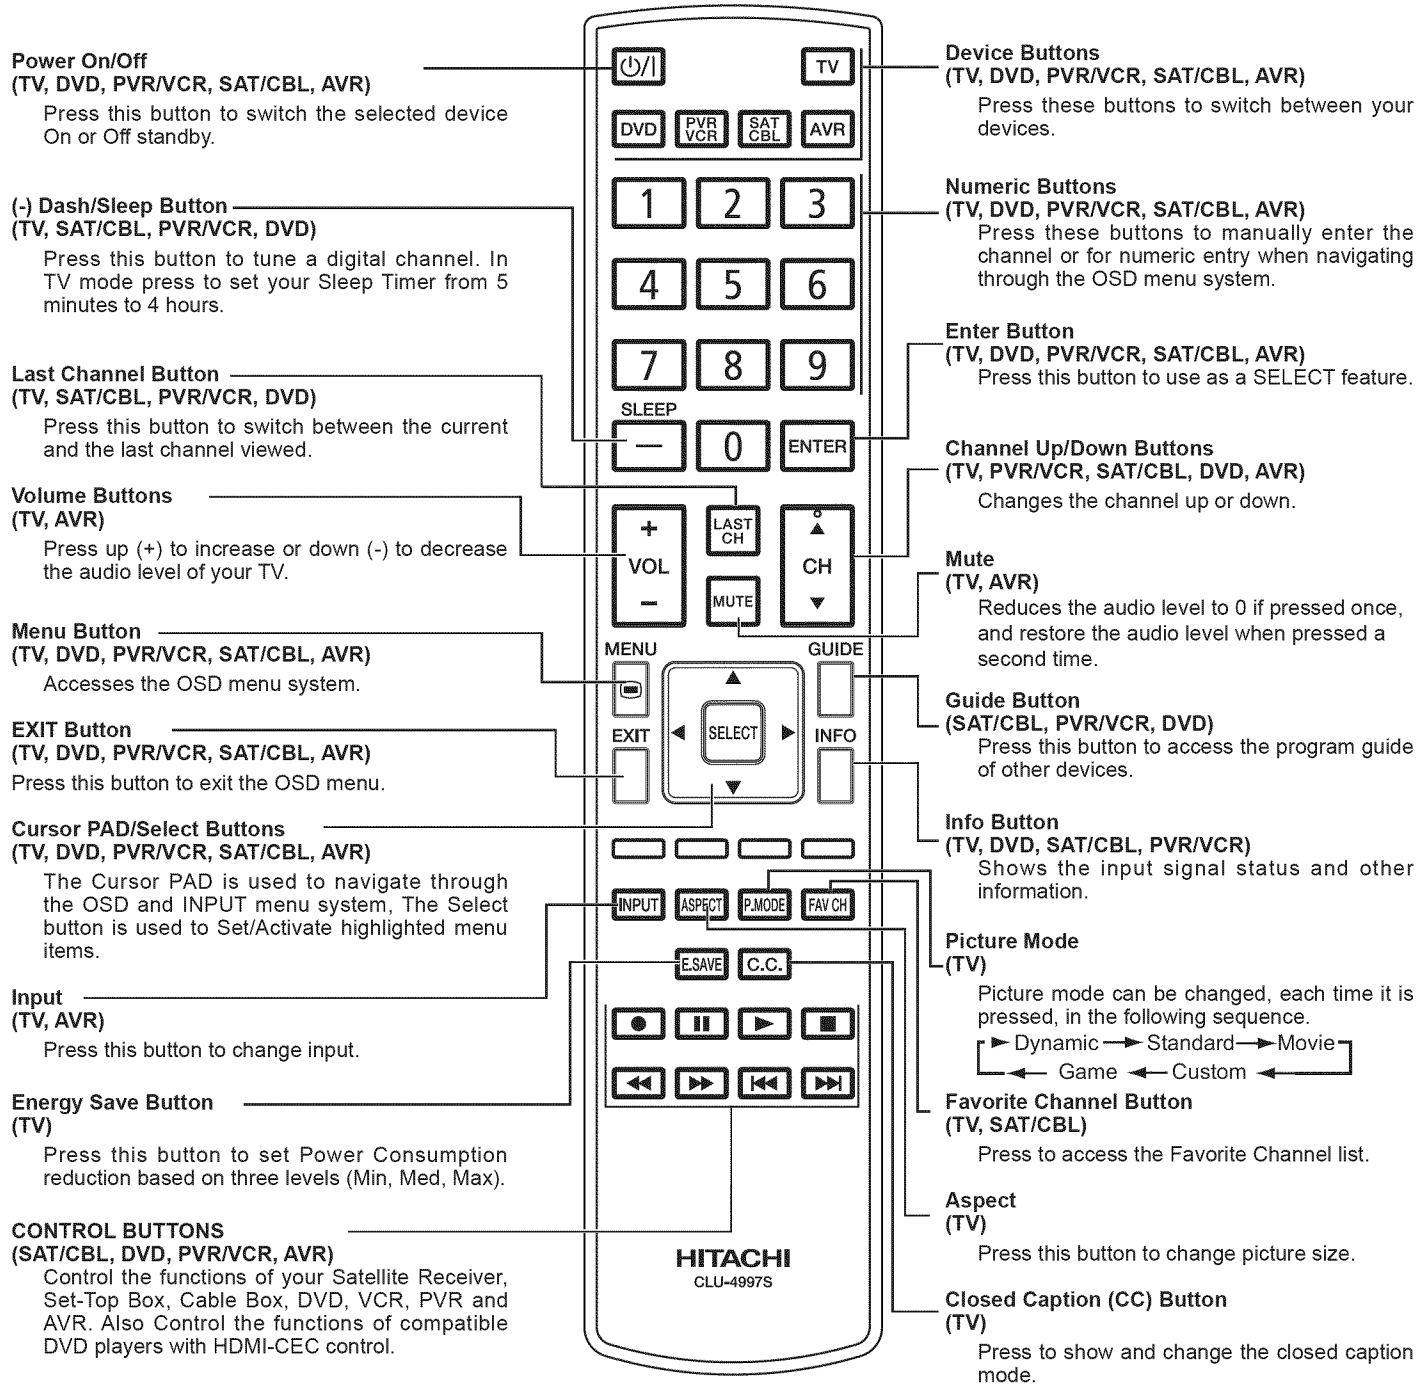 Power On/Off
(TV, DVD, PVR/VCR, SAT/CBL, AVR)
Press this button to switch the selected device
On or Off standby.
(-) Dash/Sleep Button
(TV, SAT/CBL, PVR/VCR, DVD)
Press this button to tune a digital channel. In
TV mode press to set your Sleep Timer from 5
minutes to 4 hours.
Last Channel Button
(TV, SAT/CBL, PVR/VCR, DVD)
Press this button to switch between the current
and the last channel viewed.
Volume Buttons
(TV, AVR)
Press up (+) to increase or down (-) to decrease
the audio level of your TV.
Menu Button
(TV, DVD, PVR/VCR, SAT/CBL, AVR)
Accesses the OSD menu system.
EXIT Button
(TV, DVD, PVR/VCR, SAT/CBL, AVR)
Press this button to exit the OSD menu.
Cursor PAD/Select Buttons
(TV, DVD, PVR/VCR, SAT/CBL, AVR)
The Cursor PAD is used to navigate through
the OSD and INPUT menu system, The Select
button is used to Set/Activate highlighted menu
items.
Input
(TV, AVR)
Press this button to change input.
Energy Save Button
(TV)
Press this button to set Power Consumption
reduction based on three levels (Min, Med, Max).
CONTROL BUTTONS
(SAT/CBL, DVD, PVR/VCR, AVR)
Control the functions of your Satellite Receiver,
Set-Top Box, Cable Box, DVD, VCR, PVR and
AVR. Also Control the functions of compatible
DVD players with HDMI-CEC control.
⏻/| TV
DVD PVR VCR SAT CBL AVR
1 2 3
4 5 6
7 8 9
SLEEP
— 0 ENTER
+ VOL −
LAST CH
MUTE
CH
MENU GUIDE
SELECT
EXIT INFO
INPUT ASPECT P.MODE FAV CH
E.SAVE C.C.
HITACHI
CLU-4997S
Device Buttons
(TV, DVD, PVR/VCR, SAT/CBL, AVR)
Press these buttons to switch between your
devices.
Numeric Buttons
(TV, DVD, PVR/VCR, SAT/CBL, AVR)
Press these buttons to manually enter the
channel or for numeric entry when navigating
through the OSD menu system.
Enter Button
(TV, DVD, PVR/VCR, SAT/CBL, AVR)
Press this button to use as a SELECT feature.
Channel Up/Down Buttons
(TV, PVR/VCR, SAT/CBL, DVD, AVR)
Changes the channel up or down.
Mute
(TV, AVR)
Reduces the audio level to 0 if pressed once,
and restore the audio level when pressed a
second time.
Guide Button
(SAT/CBL, PVR/VCR, DVD)
Press this button to access the program guide
of other devices.
Info Button
(TV, DVD, SAT/CBL, PVR/VCR)
Shows the input signal status and other
information.
Picture Mode
(TV)
Picture mode can be changed, each time it is
pressed, in the following sequence.
Dynamic Standard Movie
Game Custom
Favorite Channel Button
(TV, SAT/CBL)
Press to access the Favorite Channel list.
Aspect
(TV)
Press this button to change picture size.
Closed Caption (CC) Button
(TV)
Press to show and change the closed caption
mode.